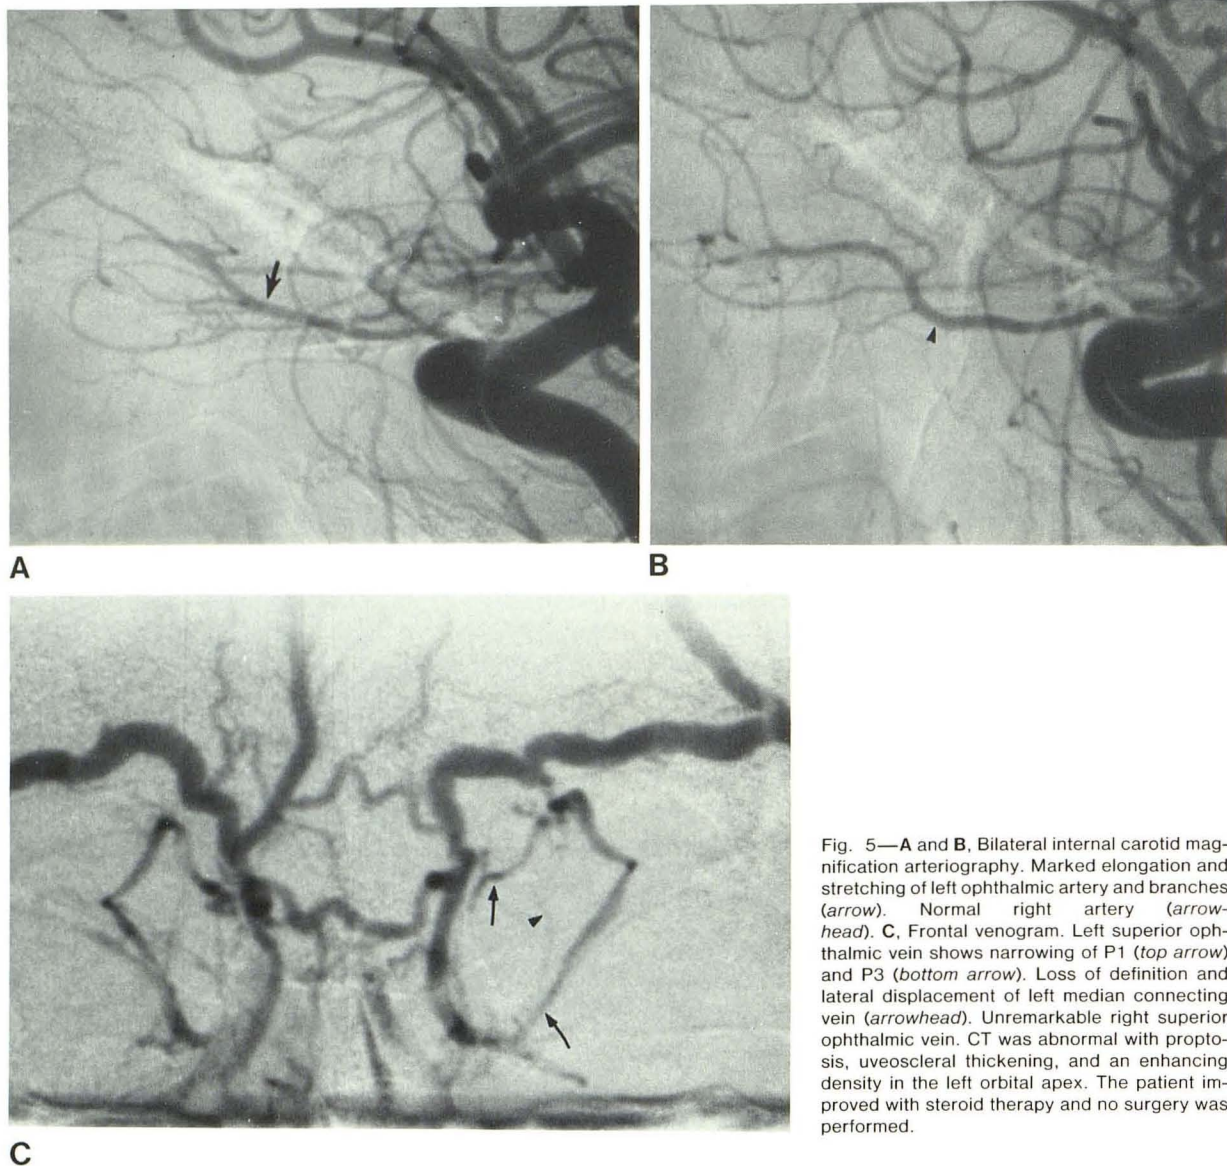 A
B
C
Fig. 5—A and B, Bilateral internal carotid mag-
nification arteriography. Marked elongation and
stretching of left ophthalmic artery and branches
(arrow). Normal right artery (arrow-
head). C, Frontal venogram. Left superior oph-
thalmic vein shows narrowing of P1 (top arrow)
and P3 (bottom arrow). Loss of definition and
lateral displacement of left median connecting
vein (arrowhead). Unremarkable right superior
ophthalmic vein. CT was abnormal with propto-
sis, uveoscleral thickening, and an enhancing
density in the left orbital apex. The patient im-
proved with steroid therapy and no surgery was
performed.